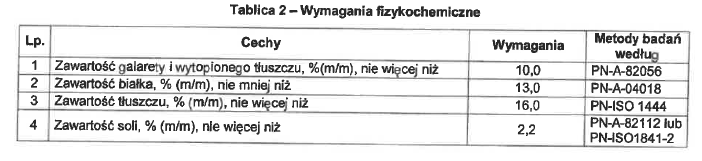 Tablica 2 – Wymagania fizykochemiczne
Lp. Cechy Wymagania Metody badań według
1 Zawartość galarety i wytopionego tłuszczu, %(m/m), nie więcej niż 10,0 PN-A-82056
2 Zawartość białka, % (m/m), nie mniej niż 13,0 PN-A-04018
3 Zawartość tłuszczu, % (m/m), nie więcej niż 16,0 PN-ISO 1444
4 Zawartość soli, % (m/m), nie więcej niż 2,2 PN-A-82112 lub PN-ISO1841-2